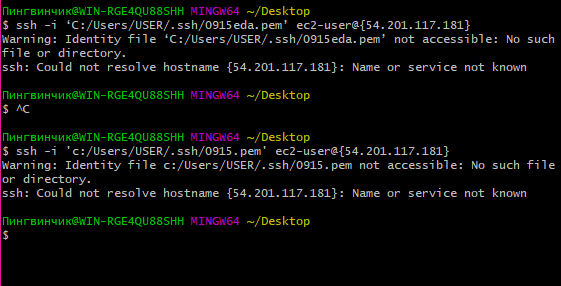 Пингвинчик@WIN-RGE4QU88SHH MINGW64 ~/Desktop
$ ssh -i ‘C:/Users/USER/.ssh/0915eda.pem’ ec2-user@{54.201.117.181}
Warning: Identity file ‘C:/Users/USER/.ssh/0915eda.pem’ not accessible: No such
file or directory.
ssh: Could not resolve hostname {54.201.117.181}: Name or service not known
Пингвинчик@WIN-RGE4QU88SHH MINGW64 ~/Desktop
$ ^C
Пингвинчик@WIN-RGE4QU88SHH MINGW64 ~/Desktop
$ ssh -i 'c:/Users/USER/.ssh/0915.pem' ec2-user@{54.201.117.181}
Warning: Identity file c:/Users/USER/.ssh/0915.pem not accessible: No such file
or directory.
ssh: Could not resolve hostname {54.201.117.181}: Name or service not known
Пингвинчик@WIN-RGE4QU88SHH MINGW64 ~/Desktop
$